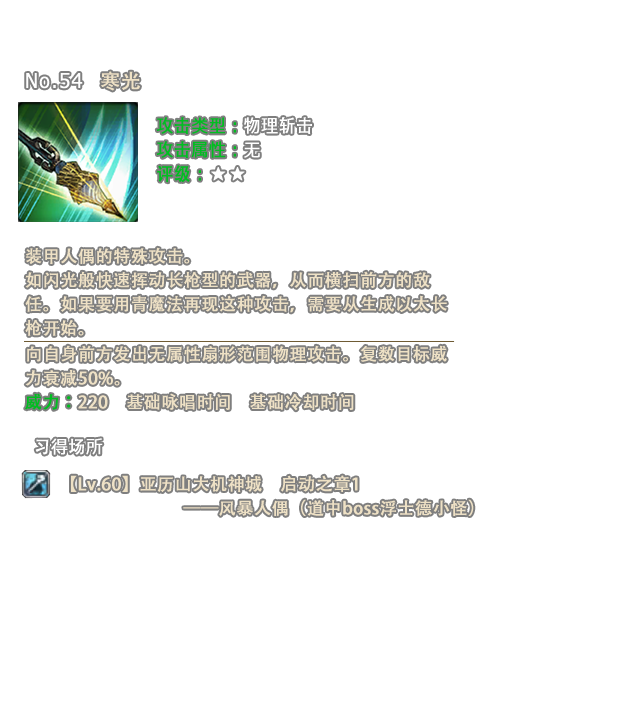 No.54 寒光
攻击类型：物理斩击
攻击属性：无
评级：★★
装甲人偶的特殊攻击。
如闪光般快速挥动长枪型的武器，从而横扫前方的敌
任。如果要用青魔法再现这种攻击，需要从生成以太长
枪开始。
向自身前方发出无属性扇形范围物理攻击。复数目标威
力衰减50%。
威力：220 基础咏唱时间 基础冷却时间
习得场所
【Lv.60】亚历山大机神城 启动之章1
——风暴人偶（道中boss浮士德小怪）